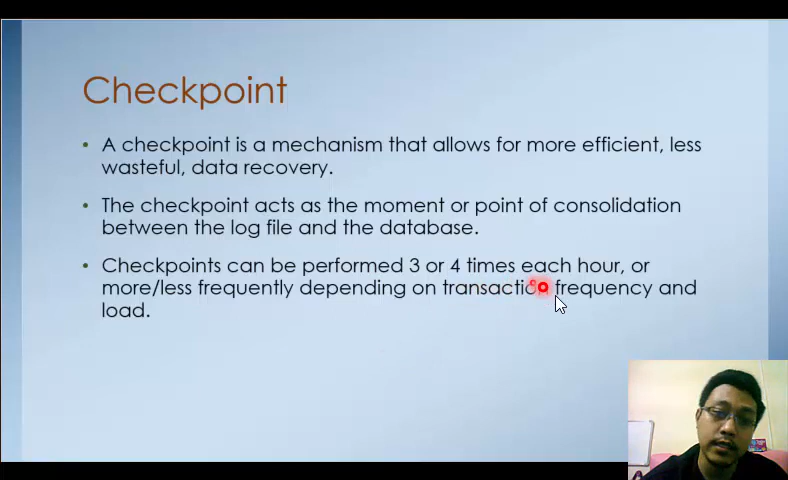 Checkpoint
• A checkpoint is a mechanism that allows for more efficient, less
wasteful, data recovery.
• The checkpoint acts as the moment or point of consolidation
between the log file and the database.
• Checkpoints can be performed 3 or 4 times each hour, or
more/less frequently depending on transaction frequency and
load.